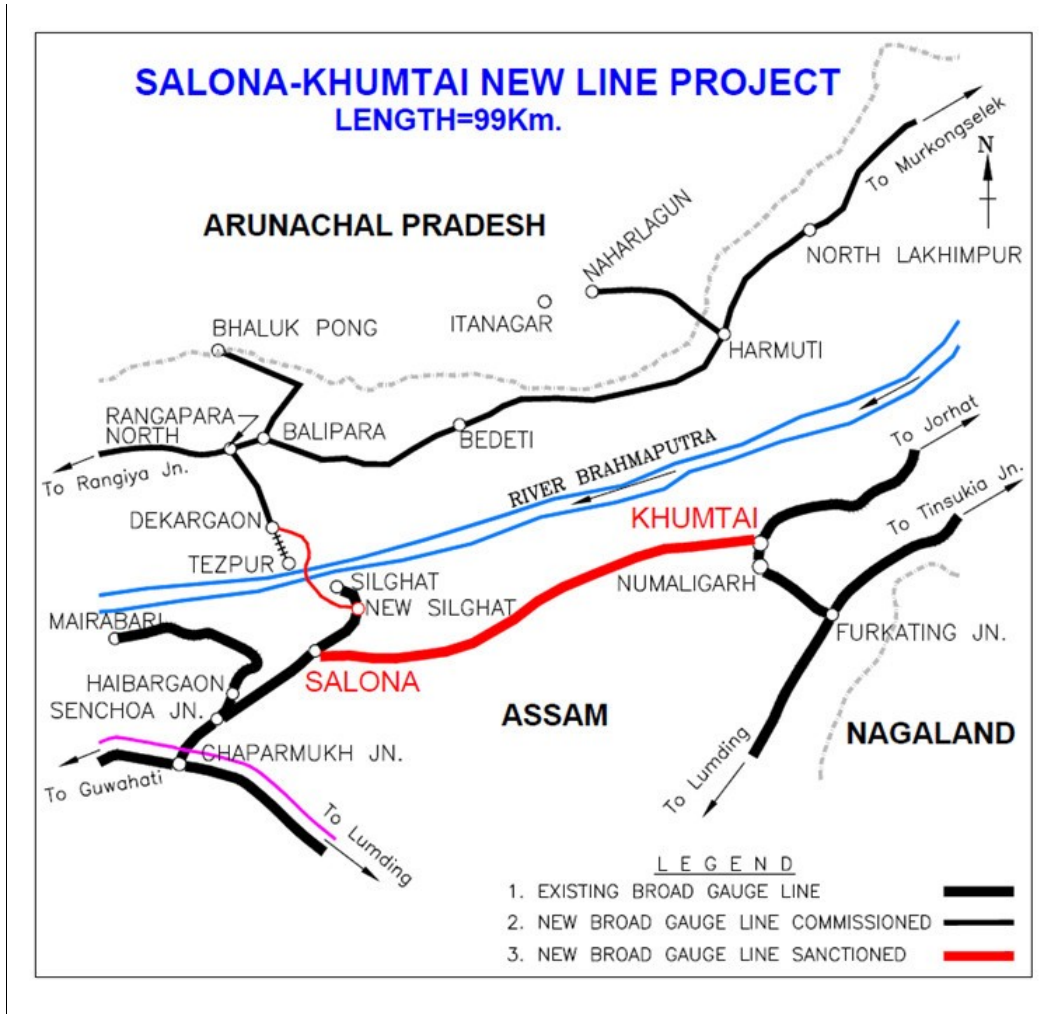 SALONA-KHUMTAI NEW LINE PROJECT
LENGTH=99Km.
To Murkongselek
N
ARUNACHAL PRADESH
NAHARLAGUN
NORTH LAKHIMPUR
ITANAGAR
BHALUK PONG
HARMUTI
RANGAPARA
NORTH
BALIPARA
BEDETI
To Rangiya Jn.
To Jorhat
RIVER BRAHMAPUTRA
To Tinsukia Jn.
DEKARGAON
KHUMTAI
TEZPUR
SILGHAT
NUMALIGARH
NEW SILGHAT
MAIRABARI
FURKATING JN.
HAIBARGAON
SALONA
SENCHOA JN.
ASSAM
NAGALAND
CHAPARMUKH JN.
To Guwahati
To Lumding
To Lumding
LEGEND
1. EXISTING BROAD GAUGE LINE
2. NEW BROAD GAUGE LINE COMMISSIONED
3. NEW BROAD GAUGE LINE SANCTIONED